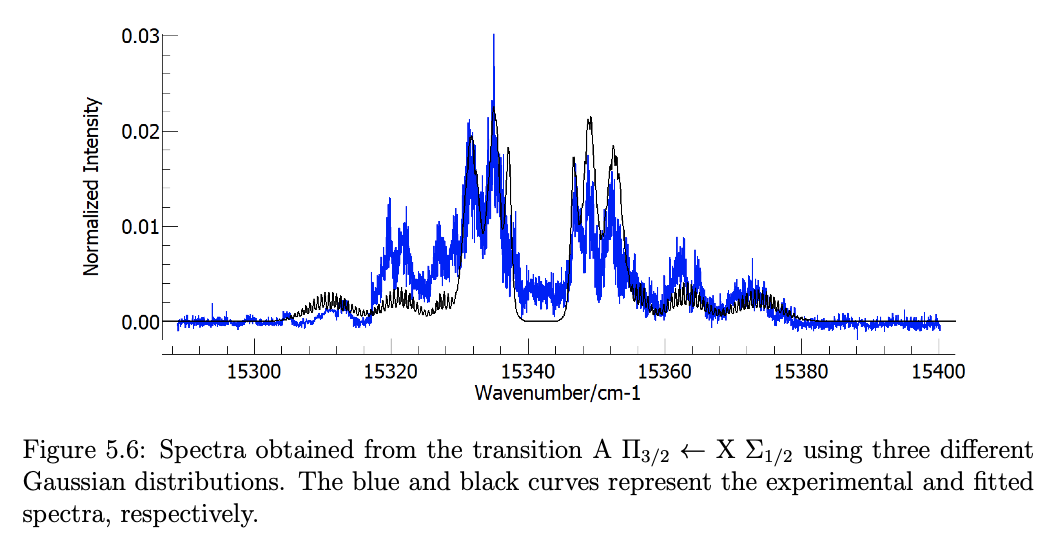 0.03
0.02
0.01
0.00
Normalized Intensity
15300 15320 15340 15360 15380 15400
Wavenumber/cm-1
Figure 5.6: Spectra obtained from the transition A Π₃/₂ ← X Σ₁/₂ using three different
Gaussian distributions. The blue and black curves represent the experimental and fitted
spectra, respectively.